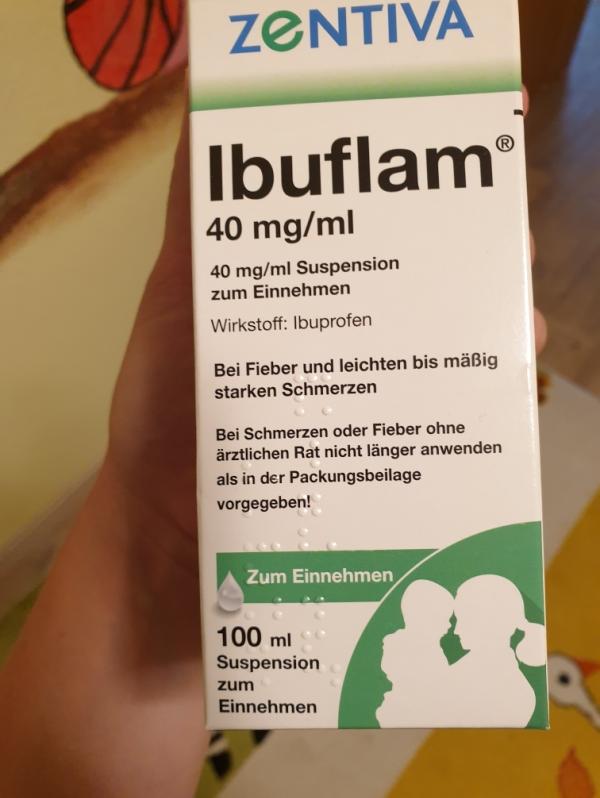 ZENTIVA
Ibuflam®
40 mg/ml
40 mg/ml Suspension
zum Einnehmen
Wirkstoff: Ibuprofen
Bei Fieber und leichten bis mäßig
starken Schmerzen
Bei Schmerzen oder Fieber ohne
ärztlichen Rat nicht länger anwenden
als in der Packungsbeilage
vorgegeben!
Zum Einnehmen
100 ml
Suspension
zum
Einnehmen